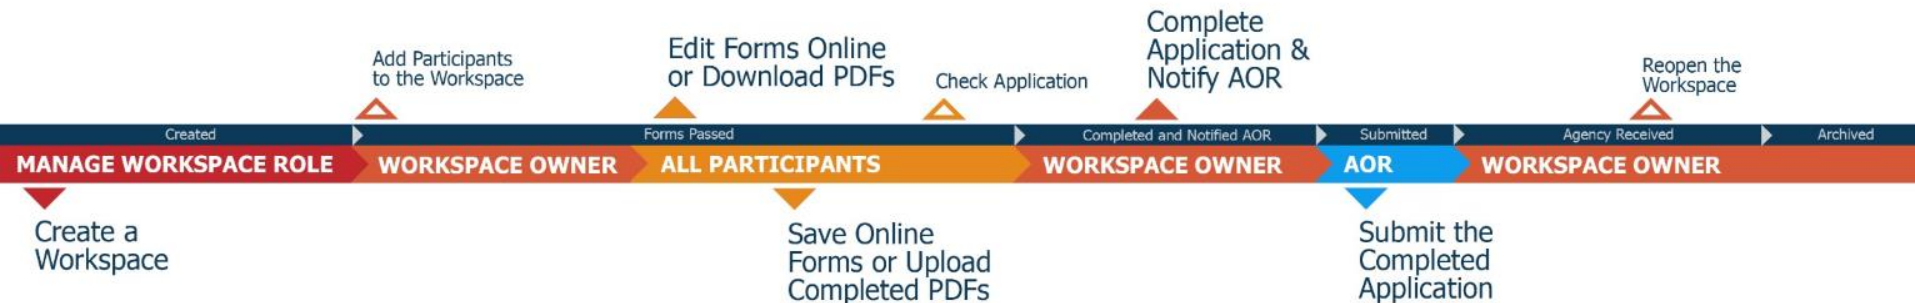 Add Participants
to the Workspace
Edit Forms Online
or Download PDFs
Check Application
Complete
Application &
Notify AOR
Reopen the
Workspace
Created
Forms Passed
Completed and Notified AOR
Submitted
Agency Received
Archived
MANAGE WORKSPACE ROLE
WORKSPACE OWNER
ALL PARTICIPANTS
WORKSPACE OWNER
AOR
WORKSPACE OWNER
Create a
Workspace
Save Online
Forms or Upload
Completed PDFs
Submit the
Completed
Application